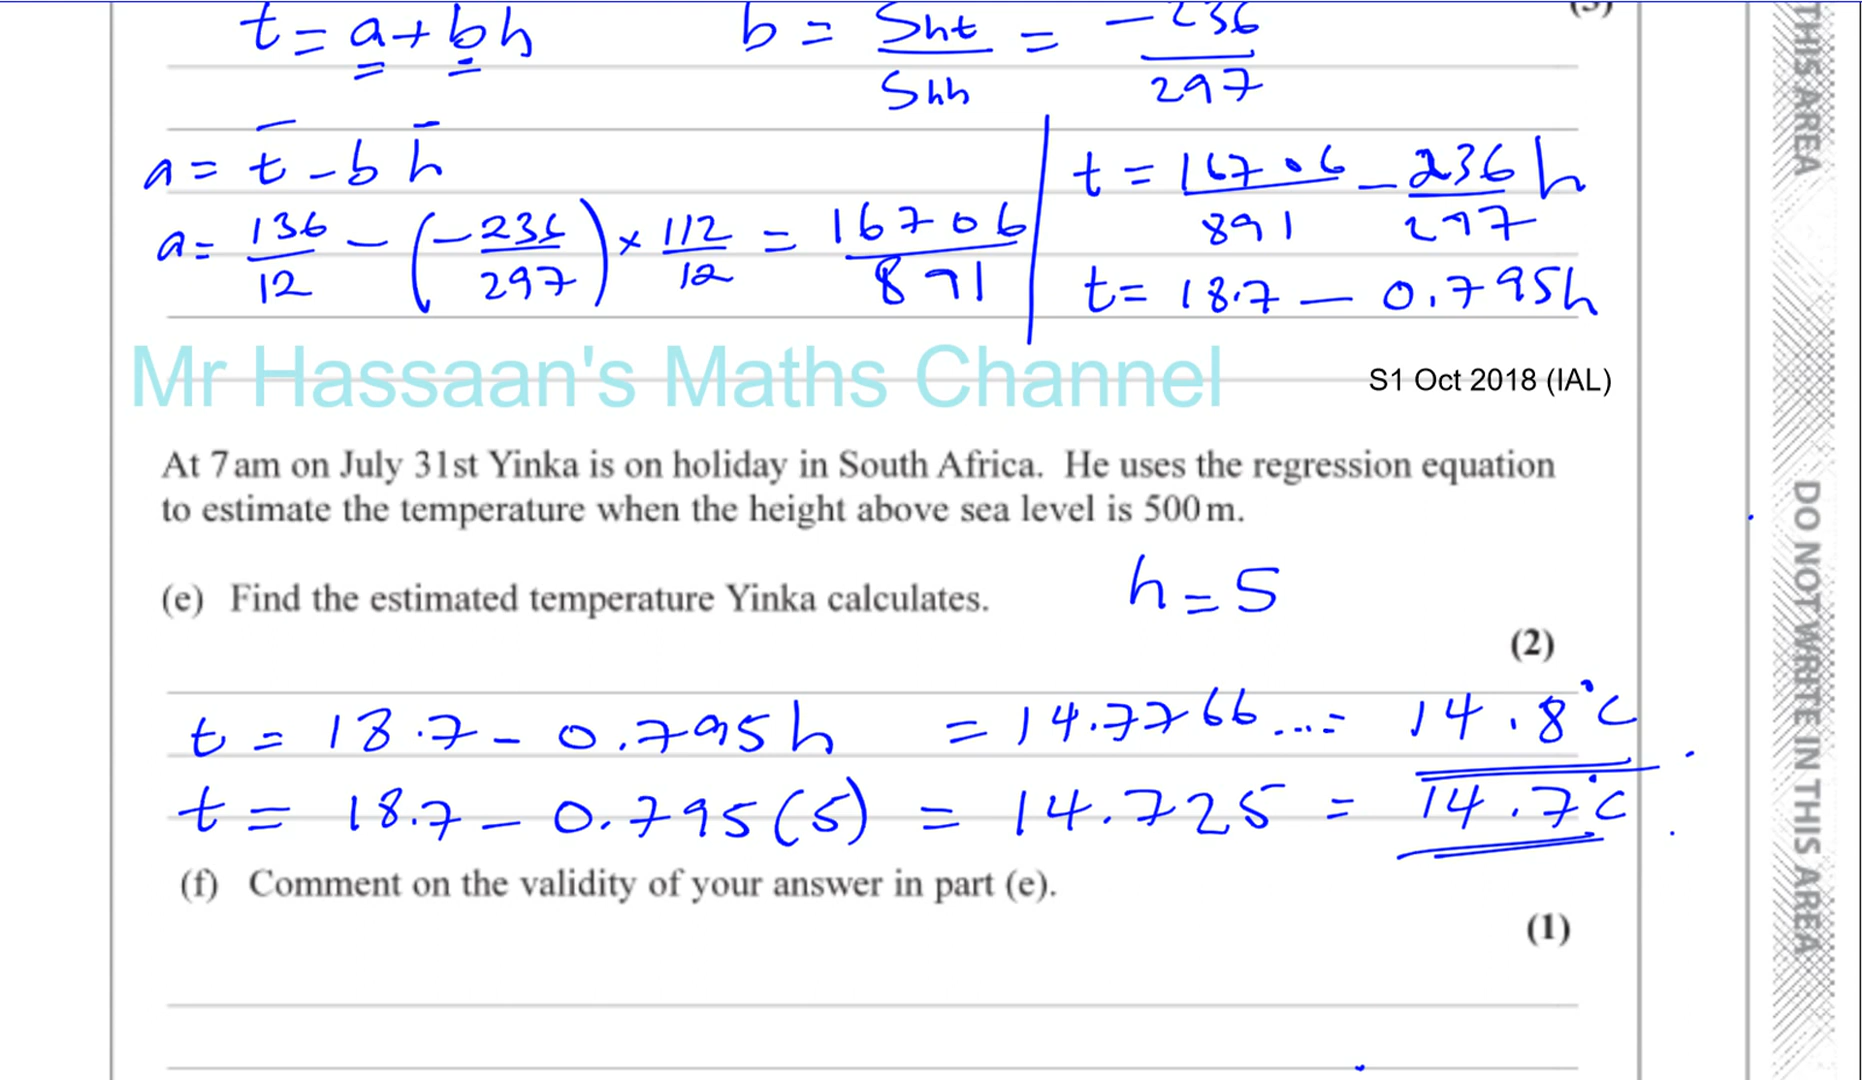 t = a + bh   b = Sht/Shh = -236/297
a = t̄ - b h̄
a = 136/12 - (-236/297) × 112/12 = 16706/891
t = 16706/891 - 236/297 h
t = 18.7 - 0.795h
Mr Hassaan's Maths Channel
S1 Oct 2018 (IAL)
At 7 am on July 31st Yinka is on holiday in South Africa. He uses the regression equation
to estimate the temperature when the height above sea level is 500 m.
(e) Find the estimated temperature Yinka calculates.
h = 5
(2)
t = 18.7 - 0.795h = 14.7766... = 14.8°C
t = 18.7 - 0.795(5) = 14.725 = 14.7°C
(f) Comment on the validity of your answer in part (e).
(1)
THIS AREA
DO NOT WRITE IN THIS AREA